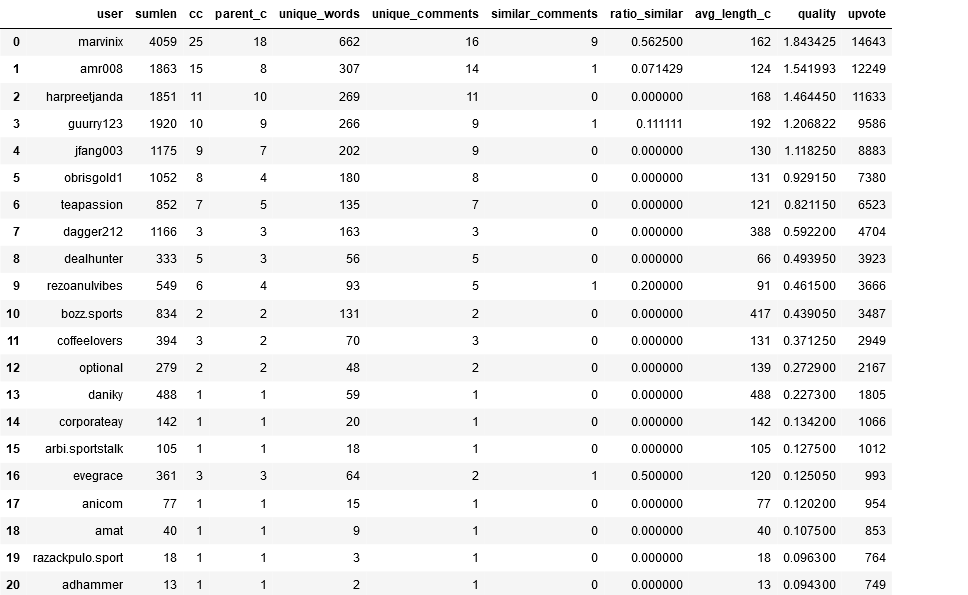 user sumlen cc parent_c unique_words unique_comments similar_comments ratio_similar avg_length_c quality upvote
0 marvinix 4059 25 18 662 16 9 0.562500 162 1.843425 14643
1 amr008 1863 15 8 307 14 1 0.071429 124 1.541993 12249
2 harpreetjanda 1851 11 10 269 11 0 0.000000 168 1.464450 11633
3 guurry123 1920 10 9 266 9 1 0.111111 192 1.206822 9586
4 jfang003 1175 9 7 202 9 0 0.000000 130 1.118250 8883
5 obrisgold1 1052 8 4 180 8 0 0.000000 131 0.929150 7380
6 teapassion 852 7 5 135 7 0 0.000000 121 0.821150 6523
7 dagger212 1166 3 3 163 3 0 0.000000 388 0.592200 4704
8 dealhunter 333 5 3 56 5 0 0.000000 66 0.493950 3923
9 rezoanulvibes 549 6 4 93 5 1 0.200000 91 0.461500 3666
10 bozz.sports 834 2 2 131 2 0 0.000000 417 0.439050 3487
11 coffeelovers 394 3 2 70 3 0 0.000000 131 0.371250 2949
12 optional 279 2 2 48 2 0 0.000000 139 0.272900 2167
13 daniky 488 1 1 59 1 0 0.000000 488 0.227300 1805
14 corporateay 142 1 1 20 1 0 0.000000 142 0.134200 1066
15 arbi.sportstalk 105 1 1 18 1 0 0.000000 105 0.127500 1012
16 evegrace 361 3 3 64 2 1 0.500000 120 0.125050 993
17 anicom 77 1 1 15 1 0 0.000000 77 0.120200 954
18 amat 40 1 1 9 1 0 0.000000 40 0.107500 853
19 razackpulo.sport 18 1 1 3 1 0 0.000000 18 0.096300 764
20 adhammer 13 1 1 2 1 0 0.000000 13 0.094300 749